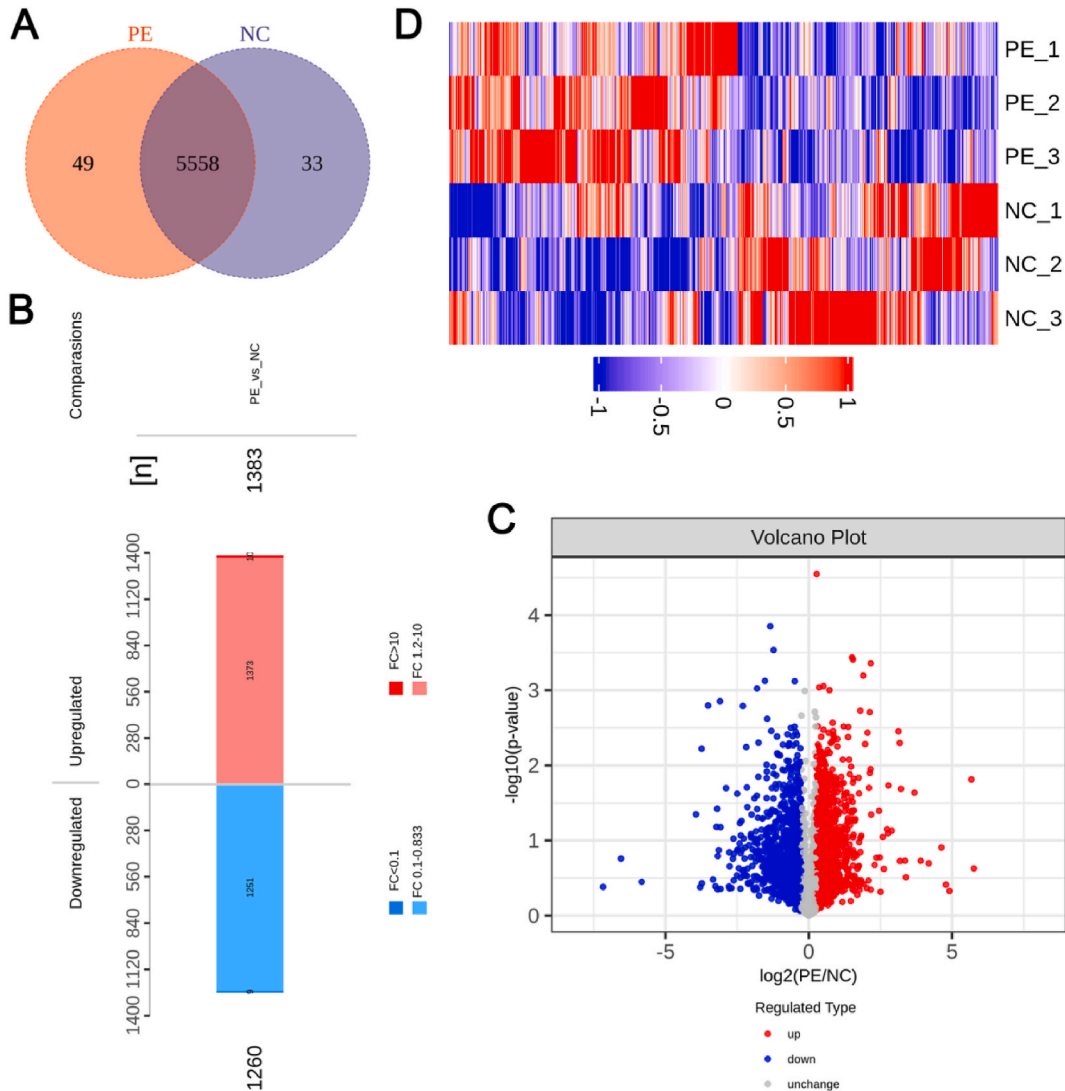 A
PE
NC
49
5558
33
B
Comparasions
PE_vs_NC
[n]
1383
1400
1120
840
560
280
0
280
560
840
1120
1400
Upregulated
Downregulated
10
1373
1251
9
FC>10
FC 1.2-10
FC<0.1
FC 0.1-0.833
1260
D
PE_1
PE_2
PE_3
NC_1
NC_2
NC_3
-1
-0.5
0
0.5
1
C
Volcano Plot
-log10(p-value)
4
3
2
1
0
-5
0
5
log2(PE/NC)
Regulated Type
up
down
unchange